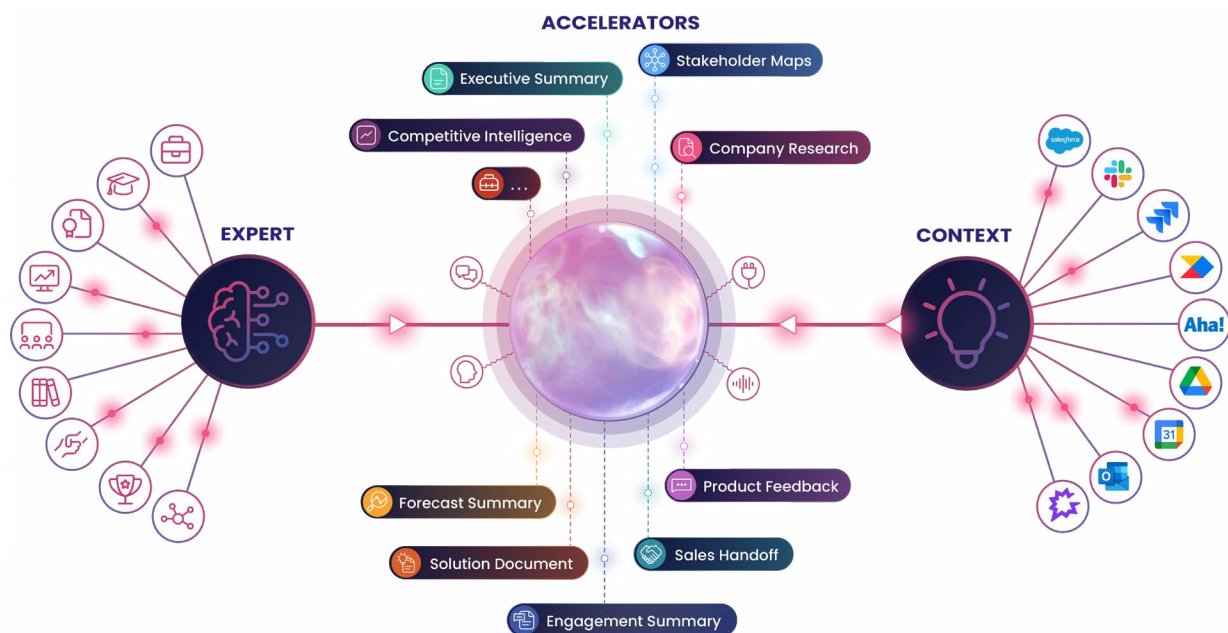 ACCELERATORS
Stakeholder Maps
Executive Summary
Competitive Intelligence
Company Research
...
EXPERT
CONTEXT
salesforce
Aha!
31
Forecast Summary
Product Feedback
Solution Document
Sales Handoff
Engagement Summary